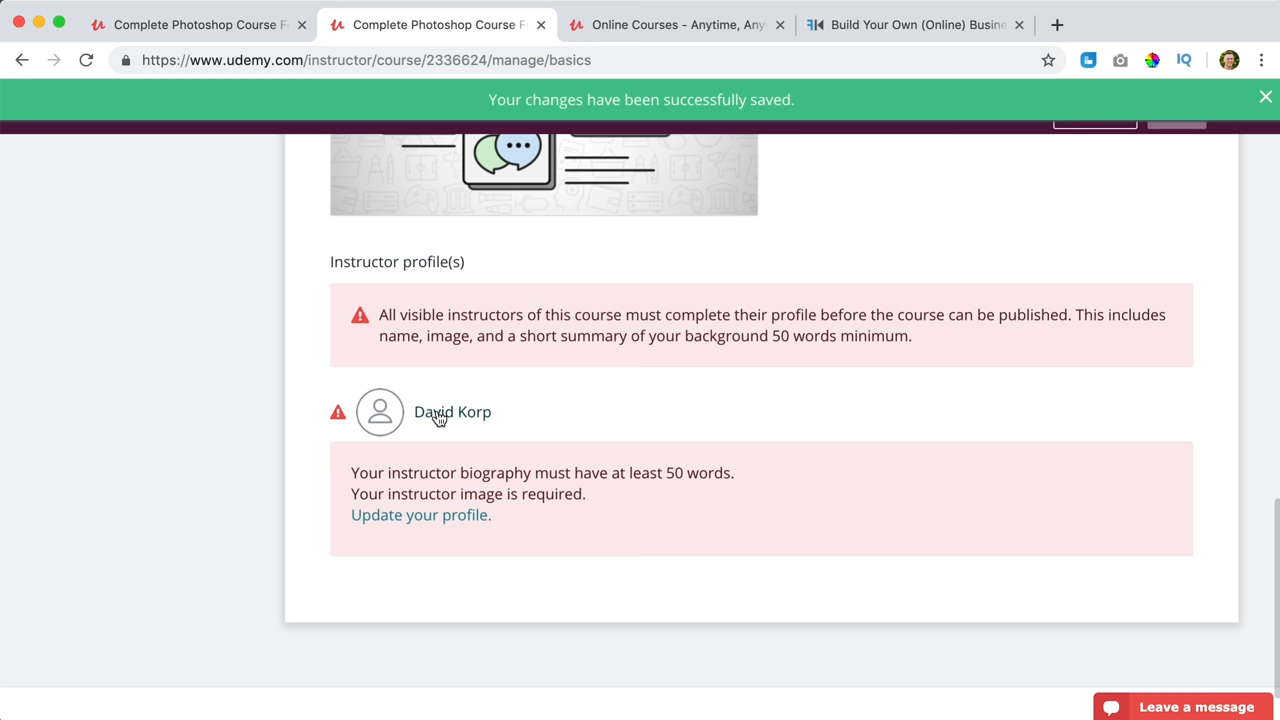 Complete Photoshop Course F
Complete Photoshop Course F
Online Courses - Anytime, Any
Build Your Own (Online) Busine
https://www.udemy.com/instructor/course/2336624/manage/basics
IQ
Your changes have been successfully saved.
Instructor profile(s)
All visible instructors of this course must complete their profile before the course can be published. This includes
name, image, and a short summary of your background 50 words minimum.
David Korp
Your instructor biography must have at least 50 words.
Your instructor image is required.
Update your profile.
Leave a message